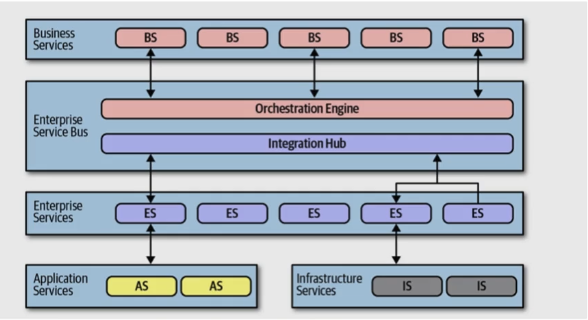 Business
Services
BS BS BS BS BS
Enterprise
Service Bus
Orchestration Engine
Integration Hub
Enterprise
Services
ES ES ES ES ES
Application
Services
AS AS
Infrastructure
Services
IS IS